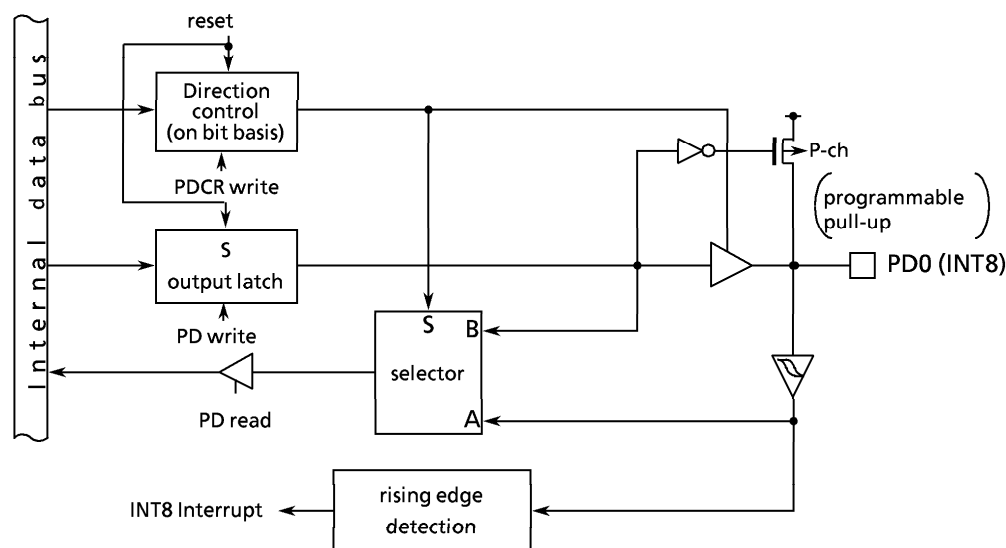 reset
Internal data bus
Direction
control
(on bit basis)
P-ch
PDCR write
(programmable
pull-up)
S
output latch
PD0 (INT8)
PD write
S
B
selector
A
PD read
rising edge
detection
INT8 Interrupt